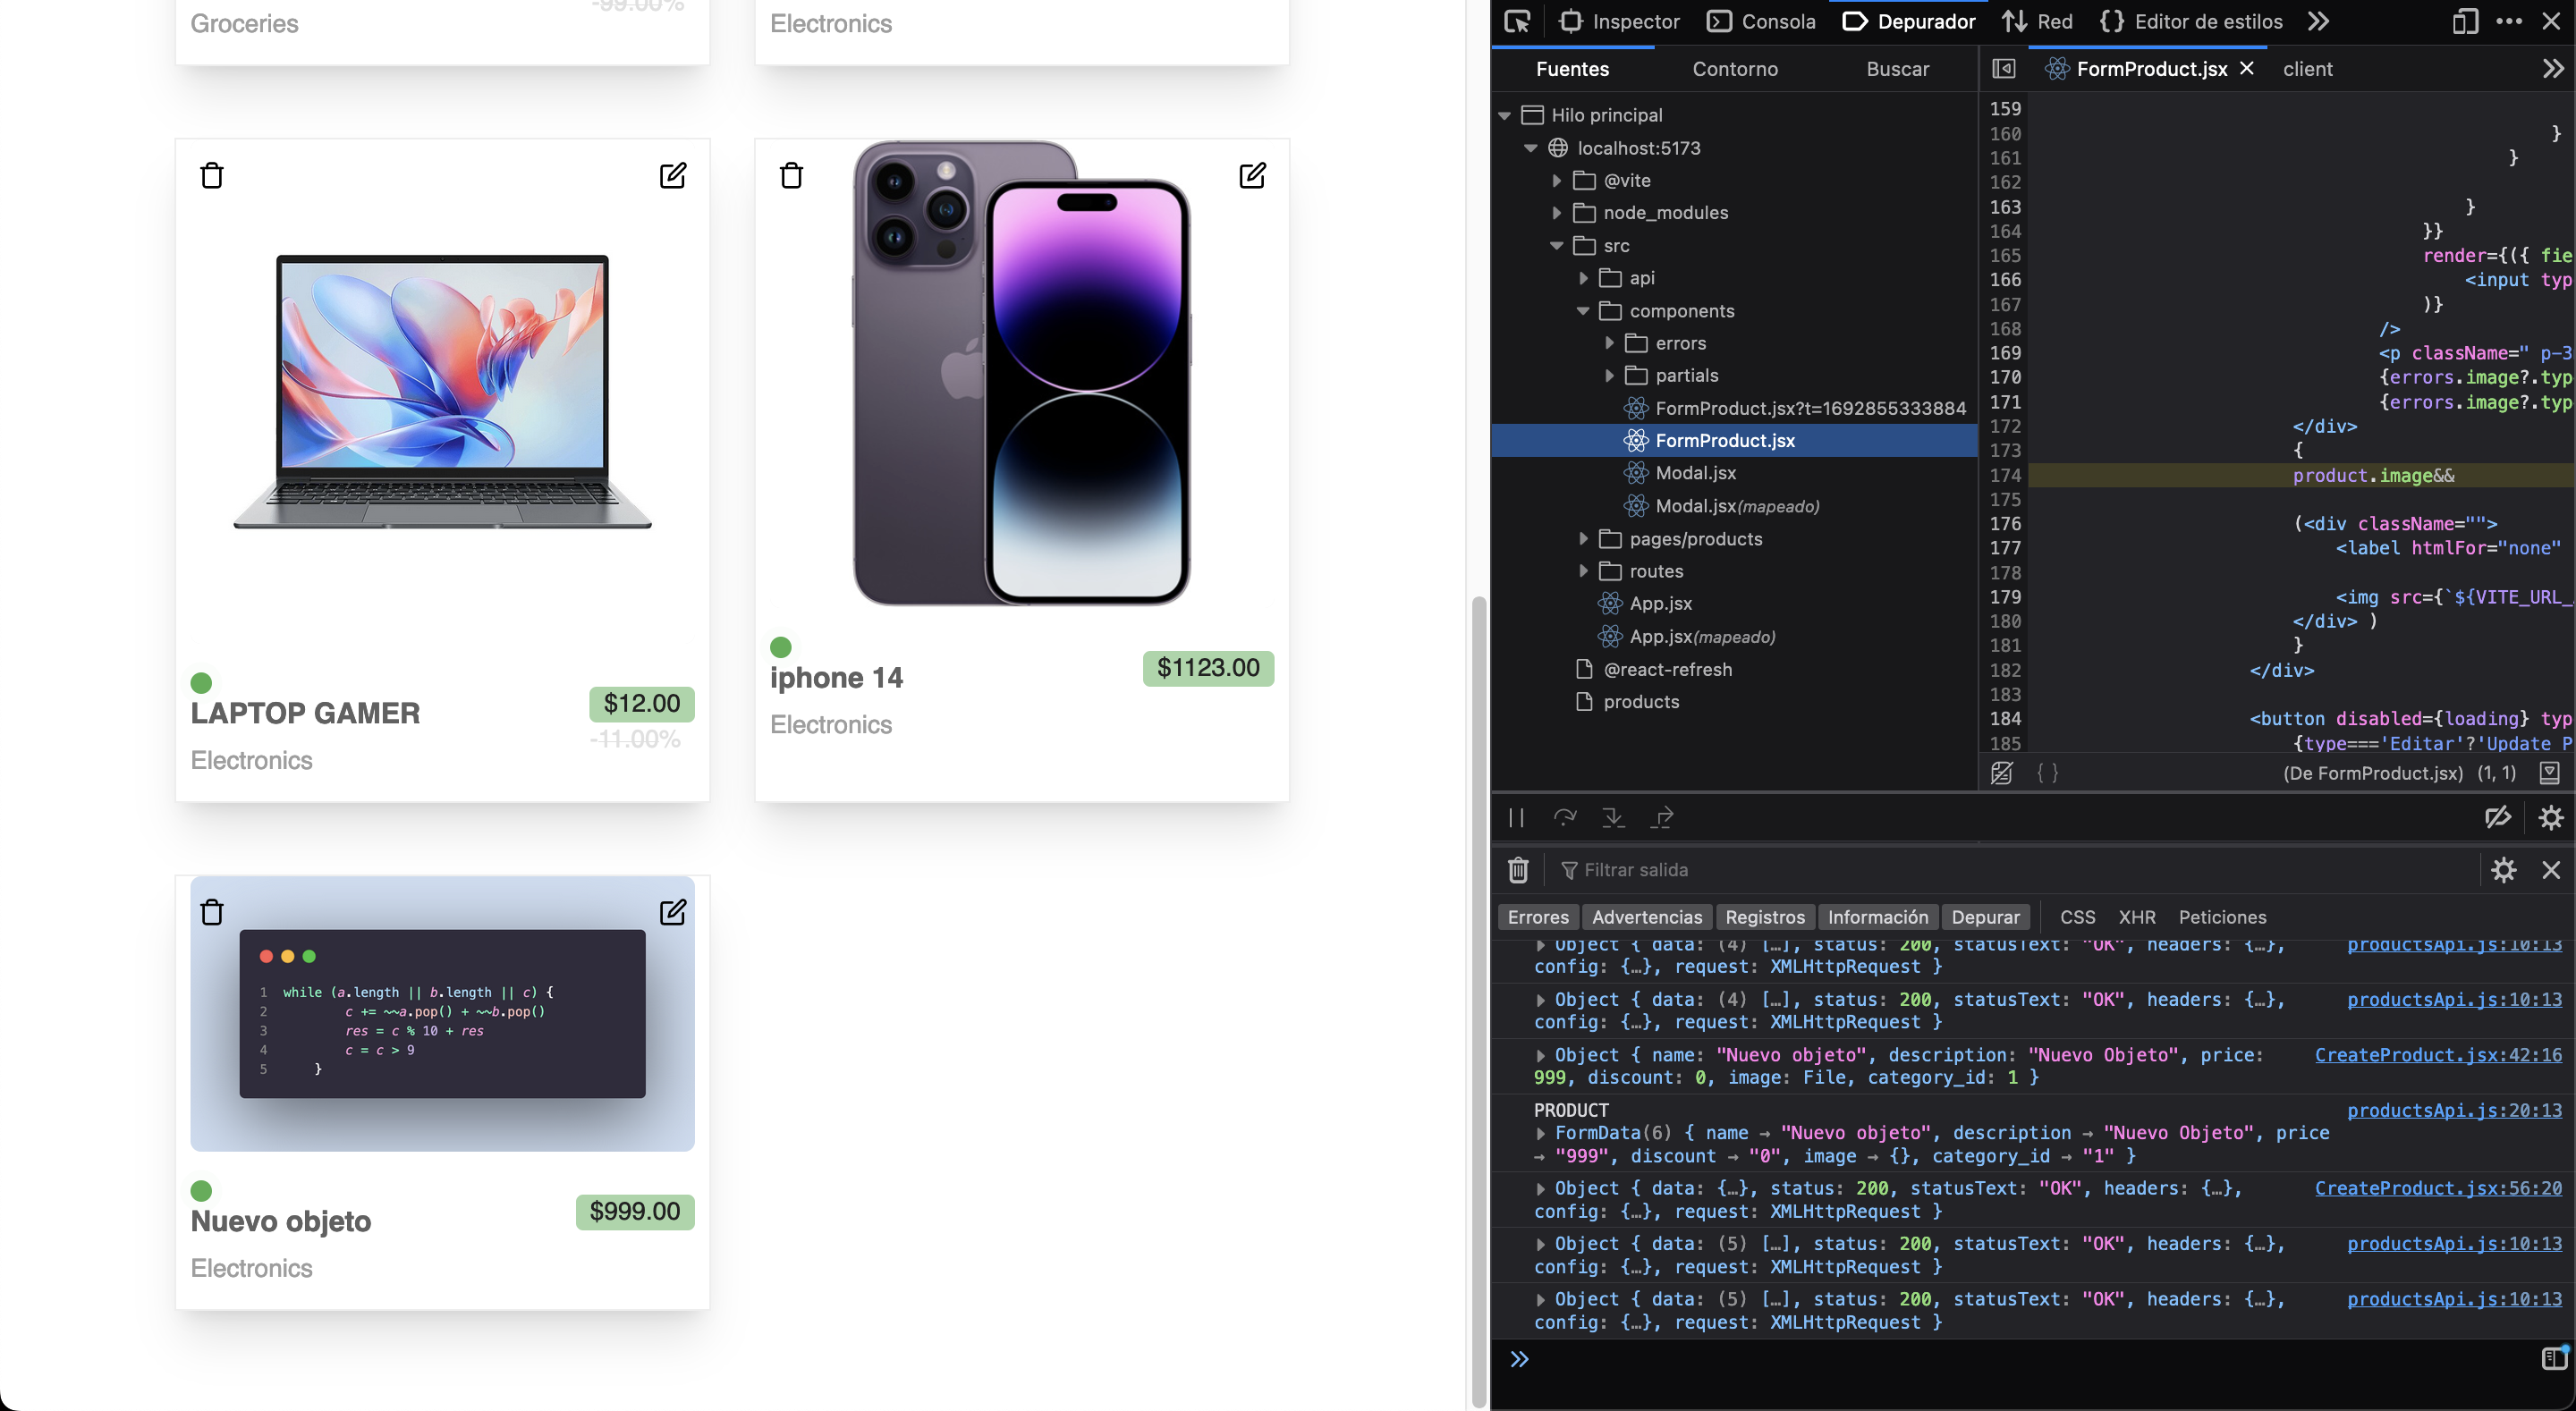 -99.00%
Groceries
Electronics
LAPTOP GAMER
$12.00
-11.00%
Electronics
iphone 14
$1123.00
Electronics
1 while (a.length || b.length || c) {
2 c += ~~a.pop() + ~~b.pop()
3 res = c % 10 + res
4 c = c > 9
5 }
Nuevo objeto
$999.00
Electronics
Inspector
Consola
Depurador
Red
Editor de estilos
Fuentes
Contorno
Buscar
Hilo principal
localhost:5173
@vite
node_modules
src
api
components
errors
partials
FormProduct.jsx?t=1692855333884
FormProduct.jsx
Modal.jsx
Modal.jsx(mapeado)
pages/products
routes
App.jsx
App.jsx(mapeado)
@react-refresh
products
FormProduct.jsx
client
159
160 }
161 }
162
163 }
164 }}
165 render={({ fie
166 <input typ
167 )}
168 />
169 <p className=" p-3
170 {errors.image?.typ
171 {errors.image?.typ
172 </div>
173 {
174 product.image&&
175
176 (<div className="">
177 <label htmlFor="none"
178
179 <img src={`${VITE_URL_
180 </div> )
181 }
182 </div>
183
184 <button disabled={loading} typ
185 {type==='Editar'?'Update P
{ }
(De FormProduct.jsx) (1, 1)
Filtrar salida
Errores
Advertencias
Registros
Información
Depurar
CSS
XHR
Peticiones
Object { data: (4) […], status: 200, statusText: "OK", headers: {…}, productsApi.js:10:13
config: {…}, request: XMLHttpRequest }
Object { data: (4) […], status: 200, statusText: "OK", headers: {…}, productsApi.js:10:13
config: {…}, request: XMLHttpRequest }
Object { name: "Nuevo objeto", description: "Nuevo Objeto", price: CreateProduct.jsx:42:16
999, discount: 0, image: File, category_id: 1 }
PRODUCT productsApi.js:20:13
FormData(6) { name → "Nuevo objeto", description → "Nuevo Objeto", price
→ "999", discount → "0", image → {}, category_id → "1" }
Object { data: {…}, status: 200, statusText: "OK", headers: {…}, CreateProduct.jsx:56:20
config: {…}, request: XMLHttpRequest }
Object { data: (5) […], status: 200, statusText: "OK", headers: {…}, productsApi.js:10:13
config: {…}, request: XMLHttpRequest }
Object { data: (5) […], status: 200, statusText: "OK", headers: {…}, productsApi.js:10:13
config: {…}, request: XMLHttpRequest }